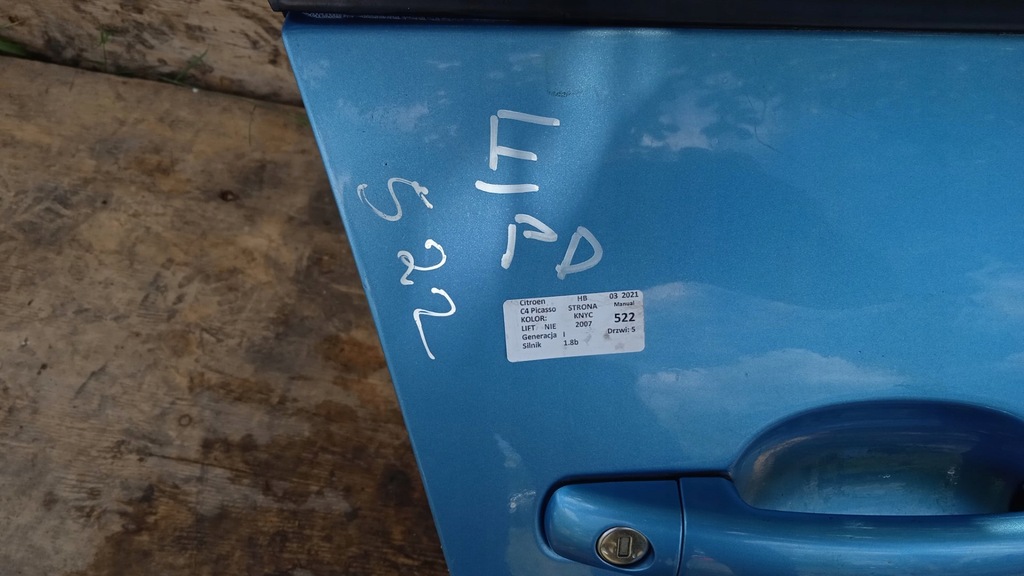 522
PD
Citroen HB 03 2021
C4 Picasso STRONA Manual
KOLOR: KNYC 522
LIFT NIE 2007 Drzwi: 5
Generacja I
Silnik 1.8b